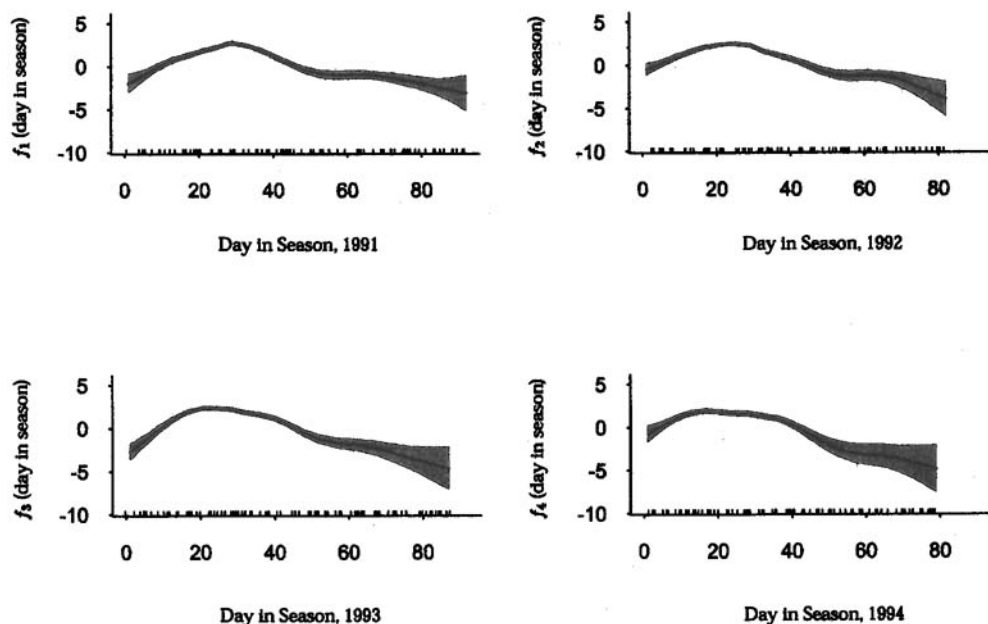 5
0
-5
-10
f1 (day in season)
0 20 40 60 80
Day in Season, 1991
5
0
-5
-10
f2 (day in season)
0 20 40 60 80
Day in Season, 1992
5
0
-5
-10
f3 (day in season)
0 20 40 60 80
Day in Season, 1993
5
0
-5
-10
f4 (day in season)
0 20 40 60 80
Day in Season, 1994